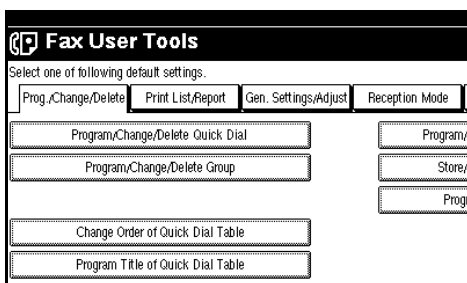 Fax User Tools
Select one of following default settings.
Prog./Change/Delete Print List/Report Gen. Settings/Adjust Reception Mode
Program/Change/Delete Quick Dial Program/
Program/Change/Delete Group Store/
Progr
Change Order of Quick Dial Table
Program Title of Quick Dial Table